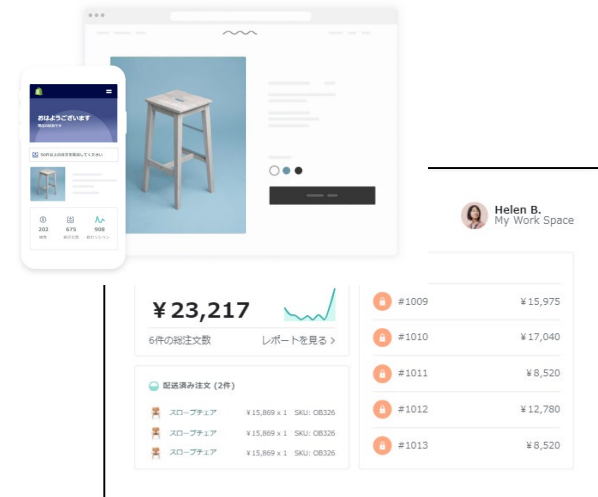 おはようございます
Helen B.
My Work Space
202
675
908
¥23,217
6件の総注文数
レポートを見る >
配送済み注文 (2件)
スロープチェア ¥15,869 x 1 SKU: OB326
スロープチェア ¥15,869 x 1 SKU: OB326
スロープチェア ¥15,869 x 1 SKU: OB326
#1009 ¥15,975
#1010 ¥17,040
#1011 ¥8,520
#1012 ¥12,780
#1013 ¥8,520